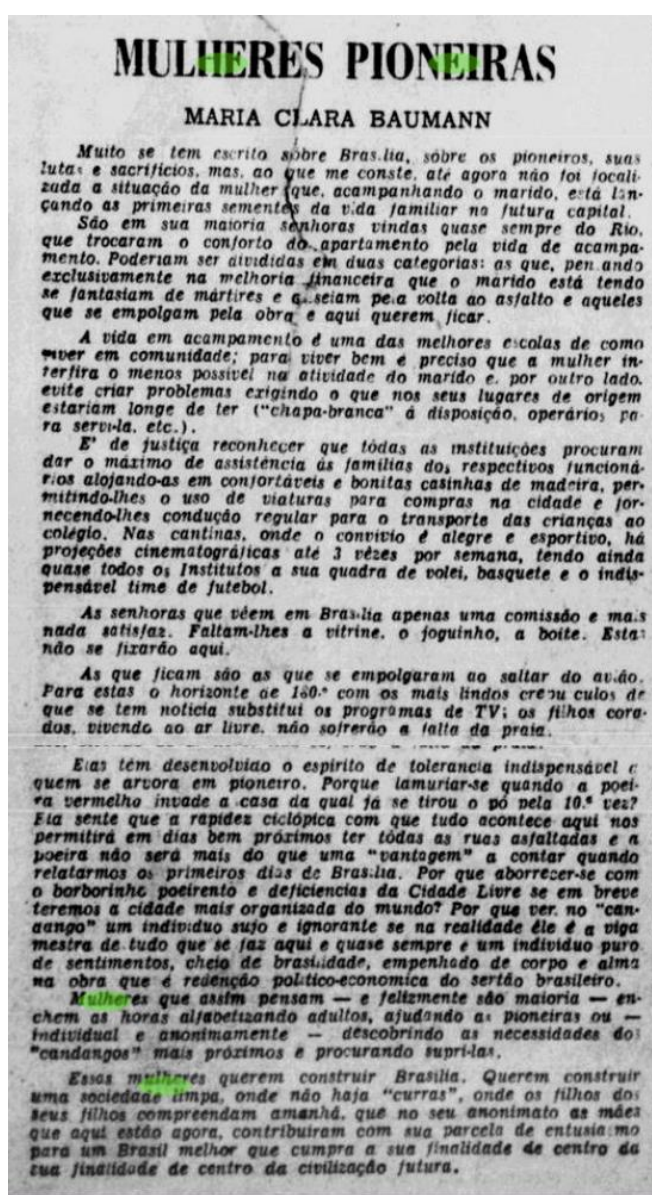 MULHERES PIONEIRAS
MARIA CLARA BAUMANN
Muito se tem escrito sôbre Brasília, sôbre os pioneiros, suas
lutas e sacrifícios, mas, ao que me conste, até agora não foi focali-
zada a situação da mulher que, acompanhando o marido, está lan-
çando as primeiras sementes da vida familiar na futura capital.
São em sua maioria senhoras vindas quase sempre do Rio,
que trocaram o confôrto do apartamento pela vida de acampa-
mento. Poderiam ser divididas em duas categorias: as que, pensando
exclusivamente na melhoria financeira que o marido está tendo
se fantasiam de mártires e anseiam pela volta ao asfalto e aqueles
que se empolgam pela obra e aqui querem ficar.
A vida em acampamento é uma das melhores escolas de como
viver em comunidade; para viver bem é preciso que a mulher in-
terfira o menos possível na atividade do marido e, por outro lado,
evite criar problemas exigindo o que nos seus lugares de origem
estariam longe de ter ("chapa-branca" á disposição, operários pa-
ra servi-la, etc.).
E' de justiça reconhecer que tôdas as instituições procuram
dar o máximo de assistência às famílias dos respectivos funcioná-
rios alojando-as em confortáveis e bonitas casinhas de madeira, per-
mitindo-lhes o uso de viaturas para compras na cidade e for-
necendo-lhes condução regular para o transporte das crianças ao
colégio. Nas cantinas, onde o convívio é alegre e esportivo, há
projeções cinematográficas até 3 vêzes por semana, tendo ainda
quase todos os Institutos a sua quadra de volei, basquete e o indis-
pensável time de futebol.
As senhoras que vêem em Brasília apenas uma comissão e mais
nada satisfaz. Faltam-lhes a vitrine, o joguinho, a boite. Estas
não se fixarão aqui.
As que ficam são as que se empolgaram ao saltar do avião.
Para estas o horizonte de 180.º com os mais lindos crepúsculos de
que se tem notícia substitui os programas de TV; os filhos cora-
dos, vivendo ao ar livre, não sofrerão a falta da praia.
Elas têm desenvolvido o espírito de tolerancia indispensável a
quem se arvora em pioneiro. Porque lamuriar-se quando a poei-
ra vermelho invade a casa da qual já se tirou o pó pela 10.ª vez?
Ela sente que a rapidez ciclópica com que tudo acontece aqui nos
permitirá em dias bem próximos ter tôdas as ruas asfaltadas e a
poeira não será mais do que uma "vantagem" a contar quando
relatarmos os primeiros dias de Brasília. Por que aborrecer-se com
o borborinho poeirento e deficiencias da Cidade Livre se em breve
teremos a cidade mais organizada do mundo? Por que ver, no "can-
dango" um indivíduo sujo e ignorante se na realidade êle é a viga
mestra de tudo que se faz aqui e quase sempre e um indivíduo puro
de sentimentos, cheio de brasilidade, empenhado de corpo e alma
na obra que é redenção político-economica do sertão brasileiro.
Mulheres que assim pensam — e felizmente são maioria — en-
chem as horas alfabetizando adultos, ajudando as pioneiras ou —
individual e anonimamente — descobrindo as necessidades dos
"candangos" mais próximos e procurando supri-las.
Essas mulheres querem construir Brasília. Querem construir
uma sociedade limpa, onde não haja "curras", onde os filhos dos
seus filhos compreendam amanhã, que no seu anonimato as mães
que aqui estão agora, contribuiram com sua parcela de entusiasmo
para um Brasil melhor que cumpra a sua finalidade de centro da
sua finalidade de centro da civilização futura.